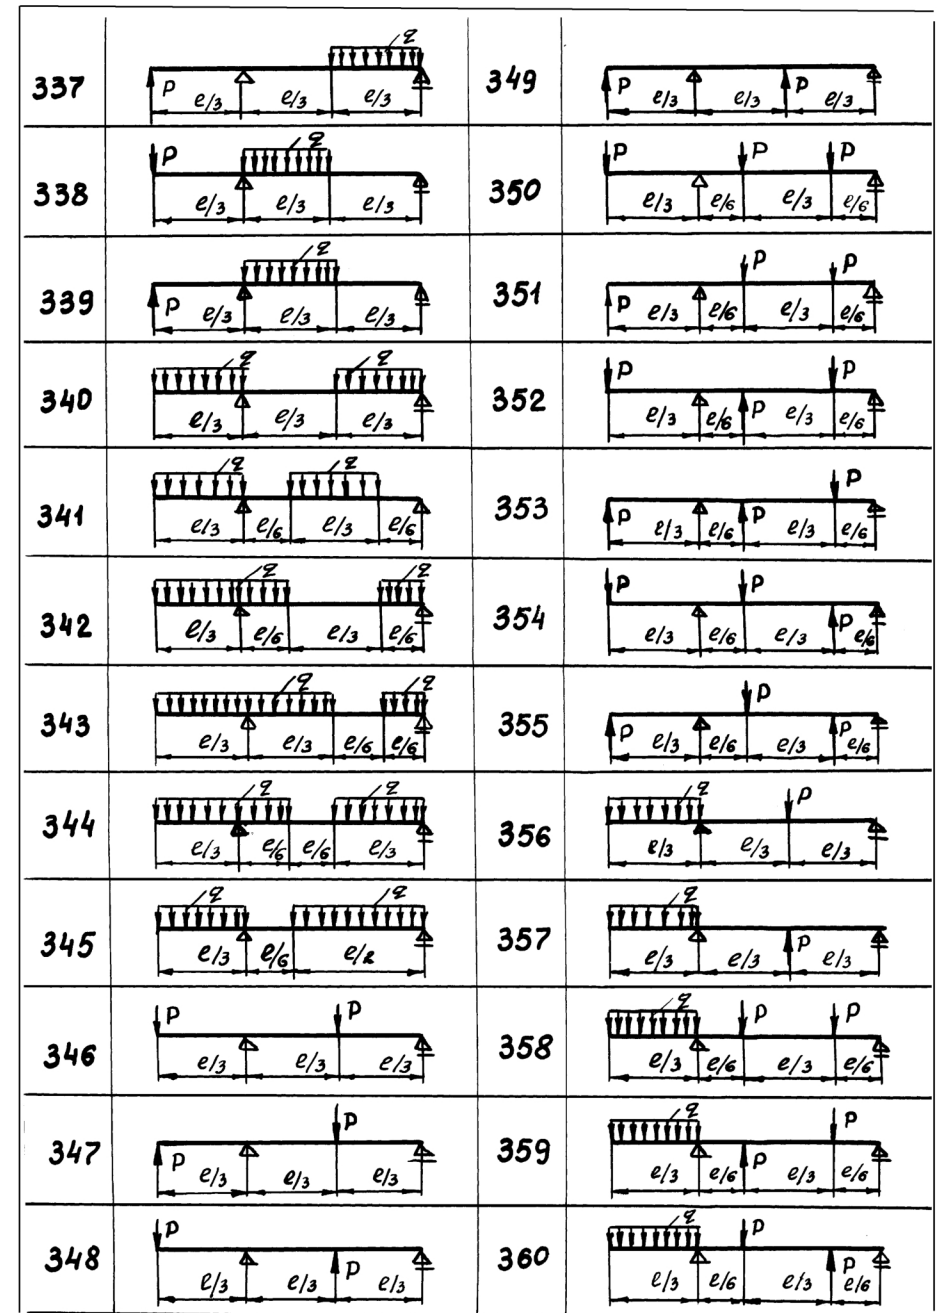 337
q
P
e/3 e/3 e/3
338
P
q
e/3 e/3 e/3
339
q
P
e/3 e/3 e/3
340
q q
e/3 e/3 e/3
341
q q
e/3 e/6 e/3 e/6
342
q q
e/3 e/6 e/3 e/6
343
q q
e/3 e/3 e/6 e/6
344
q q
e/3 e/6 e/6 e/3
345
q q
e/3 e/6 e/2
346
P P
e/3 e/3 e/3
347
P
P
e/3 e/3 e/3
348
P
P
e/3 e/3 e/3
349
P P
e/3 e/3 e/3
350
P P P
e/3 e/6 e/3 e/6
351
P P
P
e/3 e/6 e/3 e/6
352
P P
P
e/3 e/6 e/3 e/6
353
P
P P
e/3 e/6 e/3 e/6
354
P P
P
e/3 e/6 e/3 e/6
355
P
P P
e/3 e/6 e/3 e/6
356
q P
e/3 e/3 e/3
357
q
P
e/3 e/3 e/3
358
q P P
e/3 e/6 e/3 e/6
359
q P
P
e/3 e/6 e/3 e/6
360
q P
P
e/3 e/6 e/3 e/6